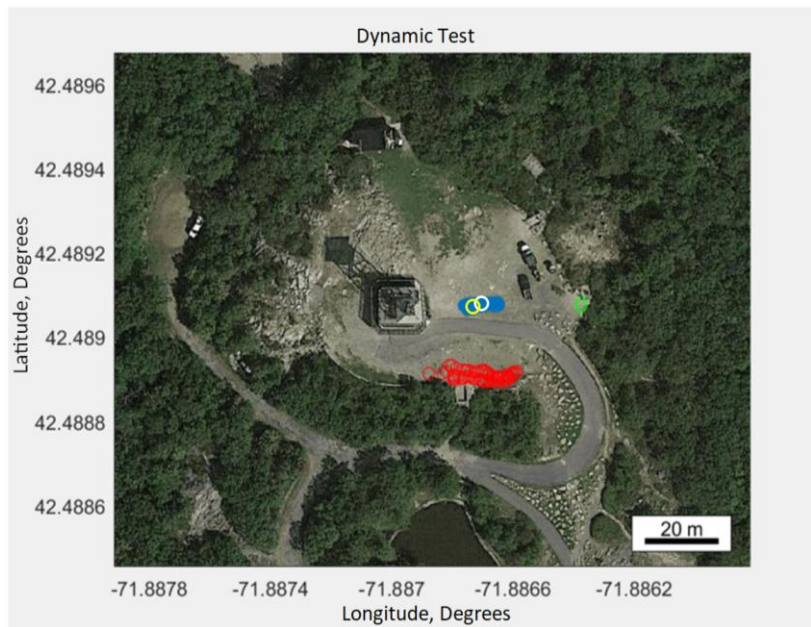 Dynamic Test
42.4896
42.4894
42.4892
42.489
42.4888
42.4886
Latitude, Degrees
20 m
-71.8878 -71.8874 -71.887 -71.8866 -71.8862
Longitude, Degrees